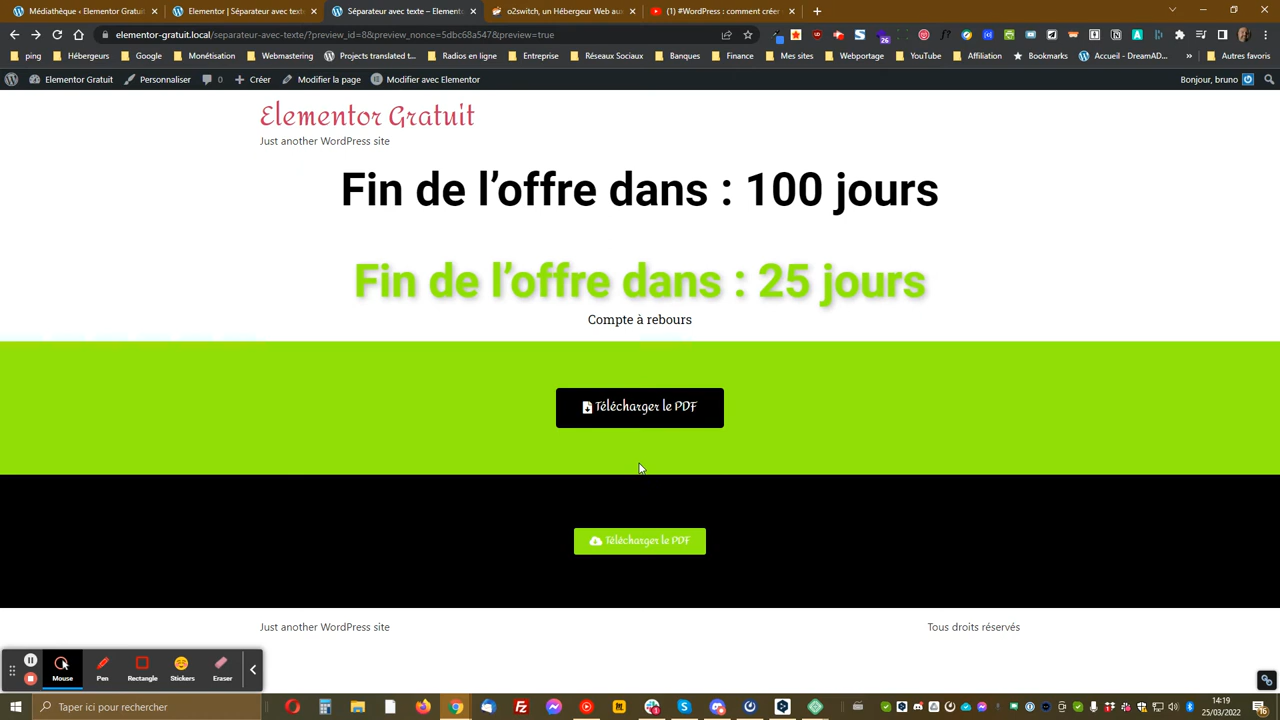 Médiathèque ‹ Elementor Gratuit
Elementor | Séparateur avec texte
Séparateur avec texte – Elemento
o2switch, un Hébergeur Web au
(1) #WordPress : comment créer
elementor-gratuit.local/separateur-avec-texte/?preview_id=8&preview_nonce=5dbc68a547&preview=true
ping
Hébergeurs
Google
Monétisation
Webmastering
Projects translated t...
Radios en ligne
Entreprise
Réseaux Sociaux
Banques
Finance
Mes sites
Webportage
YouTube
Affiliation
Bookmarks
Accueil - DreamAD...
»
Autres favoris
Elementor Gratuit
Personnaliser
0
Créer
Modifier la page
Modifier avec Elementor
Bonjour, bruno
Elementor Gratuit
Just another WordPress site
Fin de l’offre dans : 100 jours
Fin de l’offre dans : 25 jours
Compte à rebours
Télécharger le PDF
Télécharger le PDF
Just another WordPress site
Tous droits réservés
Mouse
Pen
Rectangle
Stickers
Eraser
Taper ici pour rechercher
14:19
25/03/2022